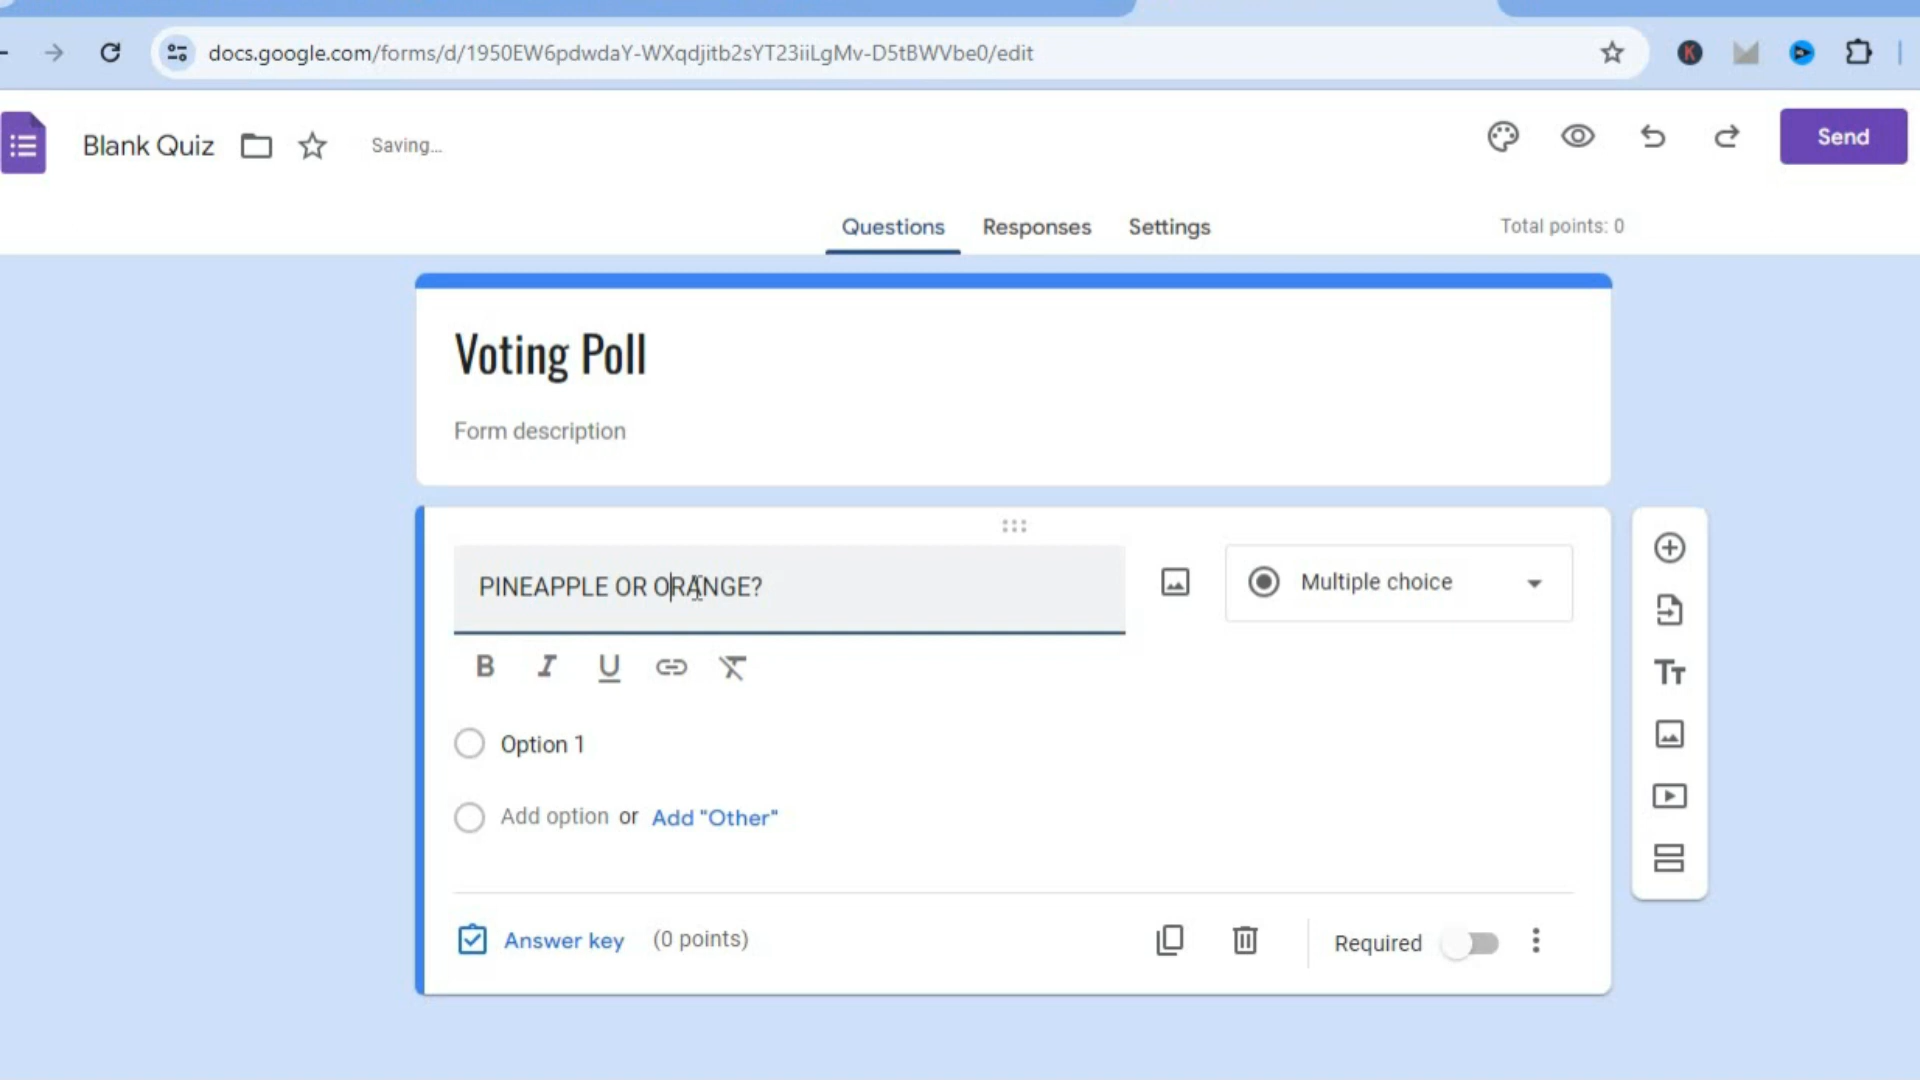 docs.google.com/forms/d/1950EW6pdwdaY-WXqdjitb2sYT23iiLgMv-D5tBWVbe0/edit
K
Blank Quiz
Saving...
Send
Questions
Responses
Settings
Total points: 0
Voting Poll
Form description
PINEAPPLE OR ORANGE?
Multiple choice
B I U
Tt
Option 1
Add option or Add "Other"
Answer key (0 points)
Required